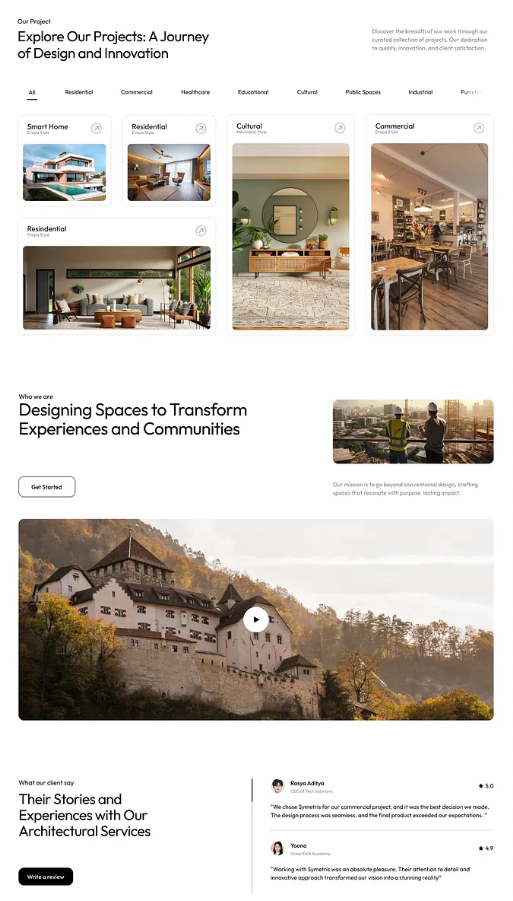 Our Project
Explore Our Projects: A Journey
of Design and Innovation
Discover the breadth of our work through our
curated collection of projects. Our dedication
to quality, innovation, and client satisfaction.
All
Residential
Commercial
Healthcare
Educational
Cultural
Public Spaces
Industrial
Smart Home
Eropa Style
Residential
Eropa Style
Cultural
Minimalist Style
Commercial
Eropa Style
Resindential
Eropa Style
Who we are
Designing Spaces to Transform
Experiences and Communities
Get Started
Our mission is to go beyond conventional design, crafting
spaces that resonate with purpose lasting impact.
What our client say
Their Stories and
Experiences with Our
Architectural Services
Write a review
Rasya Aditya
CEO of Tech Solutions
5.0
"We chose Symetris for our commercial project, and it was the best decision we made.
The design process was seamless, and the final product exceeded our expectations. "
Yoona
Greenfield Academy
4.9
"Working with Symetris was an absolute pleasure. Their attention to detail and
innovative approach transformed our vision into a stunning reality"